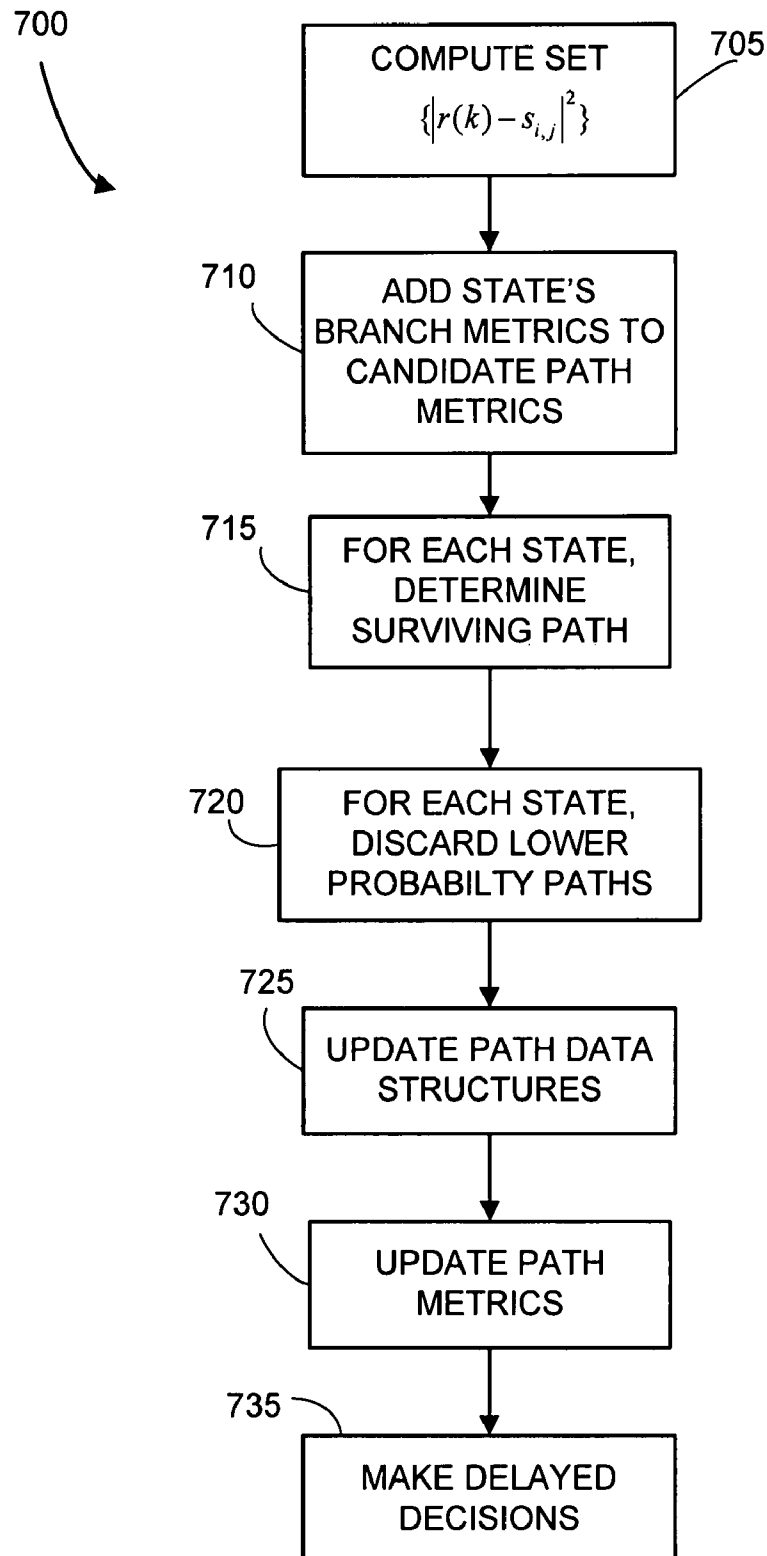 700
705
COMPUTE SET
{|r(k) − s_{i,j}|^2}
710
ADD STATE'S
BRANCH METRICS TO
CANDIDATE PATH
METRICS
715
FOR EACH STATE,
DETERMINE
SURVIVING PATH
720
FOR EACH STATE,
DISCARD LOWER
PROBABILTY PATHS
725
UPDATE PATH DATA
STRUCTURES
730
UPDATE PATH
METRICS
735
MAKE DELAYED
DECISIONS